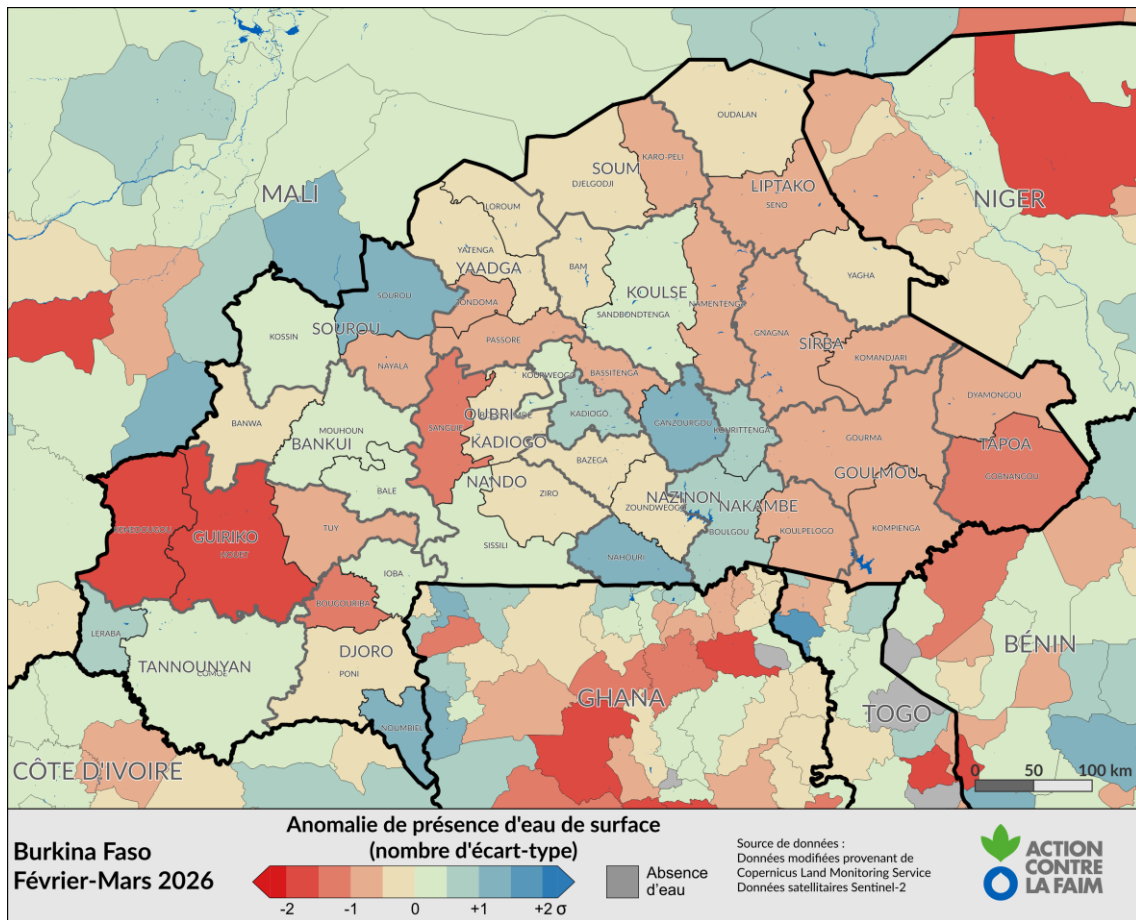 OUDALAN
SOUM
KARO-PELI
DJELGODJI
LIPTAKO
SENO
NIGER
MALI
LOROUM
YATENGA
YAADGA
BAM
YAGHA
SOUROU
KOULSE
SANDBONDTENGA
NAMENTENGA
KOSSIN
SOUROU
PASSORE
GNAGNA
SIRBA
KOMANDJARI
NAYALA
KOURWEOGO
BASSITENGA
DYAMONGOU
BANWA
MOUHOUN
BANKUI
SANGUIE
OUBRI
KADIOGO
KADIOGO
GANZOURGOU
KOURITTENGA
GOURMA
TAPOA
GOBNANGOU
BAZEGA
GOULMOU
BALE
NANDO
ZIRO
NAZINON
ZOUNDWEOGO
NAKAMBE
BOULGOU
KOULPELOGO
KOMPIENGA
KENEDOUGOU
GUIRIKO
HOUET
TUY
SISSILI
NAHOURI
IOBA
BOUGOURIBA
LERABA
TANNOUNYAN
COMOE
DJORO
PONI
NOUMBIEL
GHANA
TOGO
BÉNIN
CÔTE D'IVOIRE
0 50 100 km
Burkina Faso
Février-Mars 2026
Anomalie de présence d'eau de surface
(nombre d'écart-type)
-2 -1 0 +1 +2 σ
Absence
d'eau
Source de données :
Données modifiées provenant de
Copernicus Land Monitoring Service
Données satellitaires Sentinel-2
ACTION
CONTRE
LA FAIM